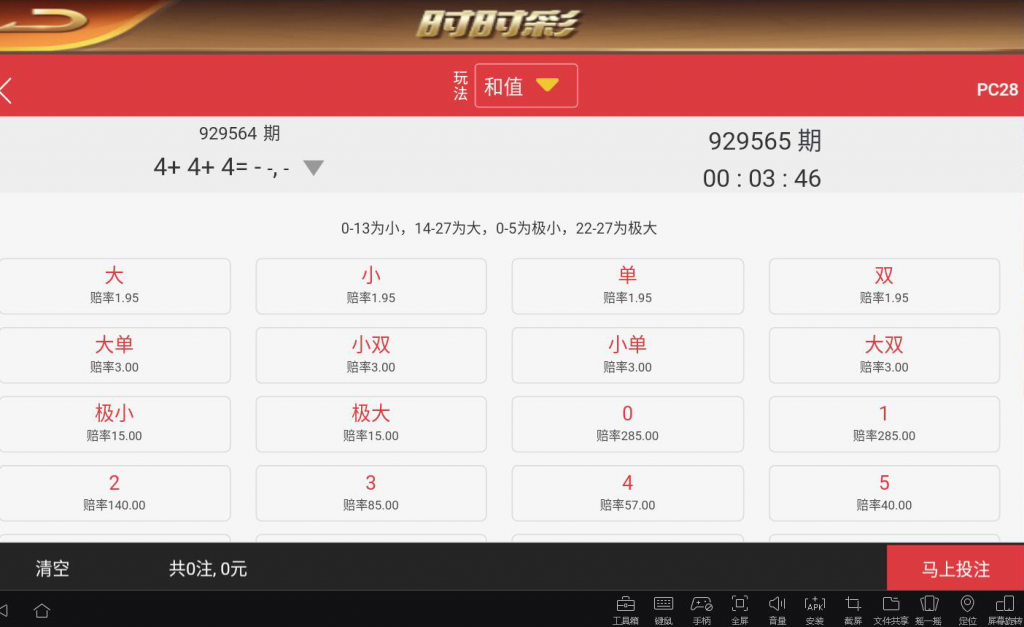 时时彩
玩法
和值
PC28
929564 期
929565 期
4+ 4+ 4= - -, -
00 : 03 : 46
0-13为小，14-27为大，0-5为极小，22-27为极大
大 小 单 双
赔率1.95 赔率1.95 赔率1.95 赔率1.95
大单 小双 小单 大双
赔率3.00 赔率3.00 赔率3.00 赔率3.00
极小 极大 0 1
赔率15.00 赔率15.00 赔率285.00 赔率285.00
2 3 4 5
赔率140.00 赔率85.00 赔率57.00 赔率40.00
清空 共0注, 0元 马上投注
APK
工具箱 键鼠 手柄 全屏 音量 安装 截屏 文件共享 摇一摇 定位 屏幕旋转